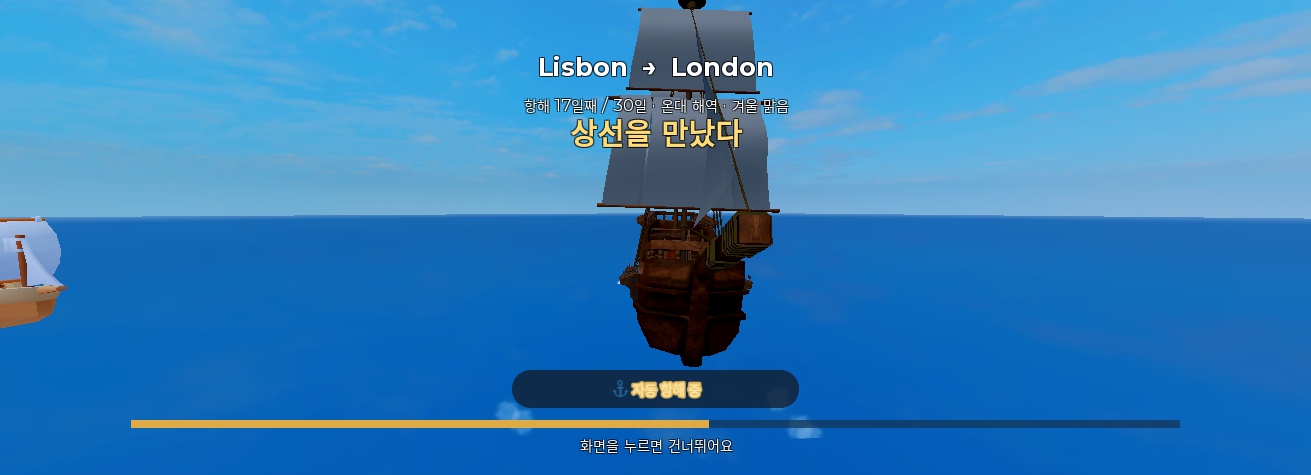 Lisbon → London
항해 17일째 / 30일 · 온대 해역 · 겨울 맑음
상선을 만났다
⚓ 자동 항해 중
화면을 누르면 건너뛰어요